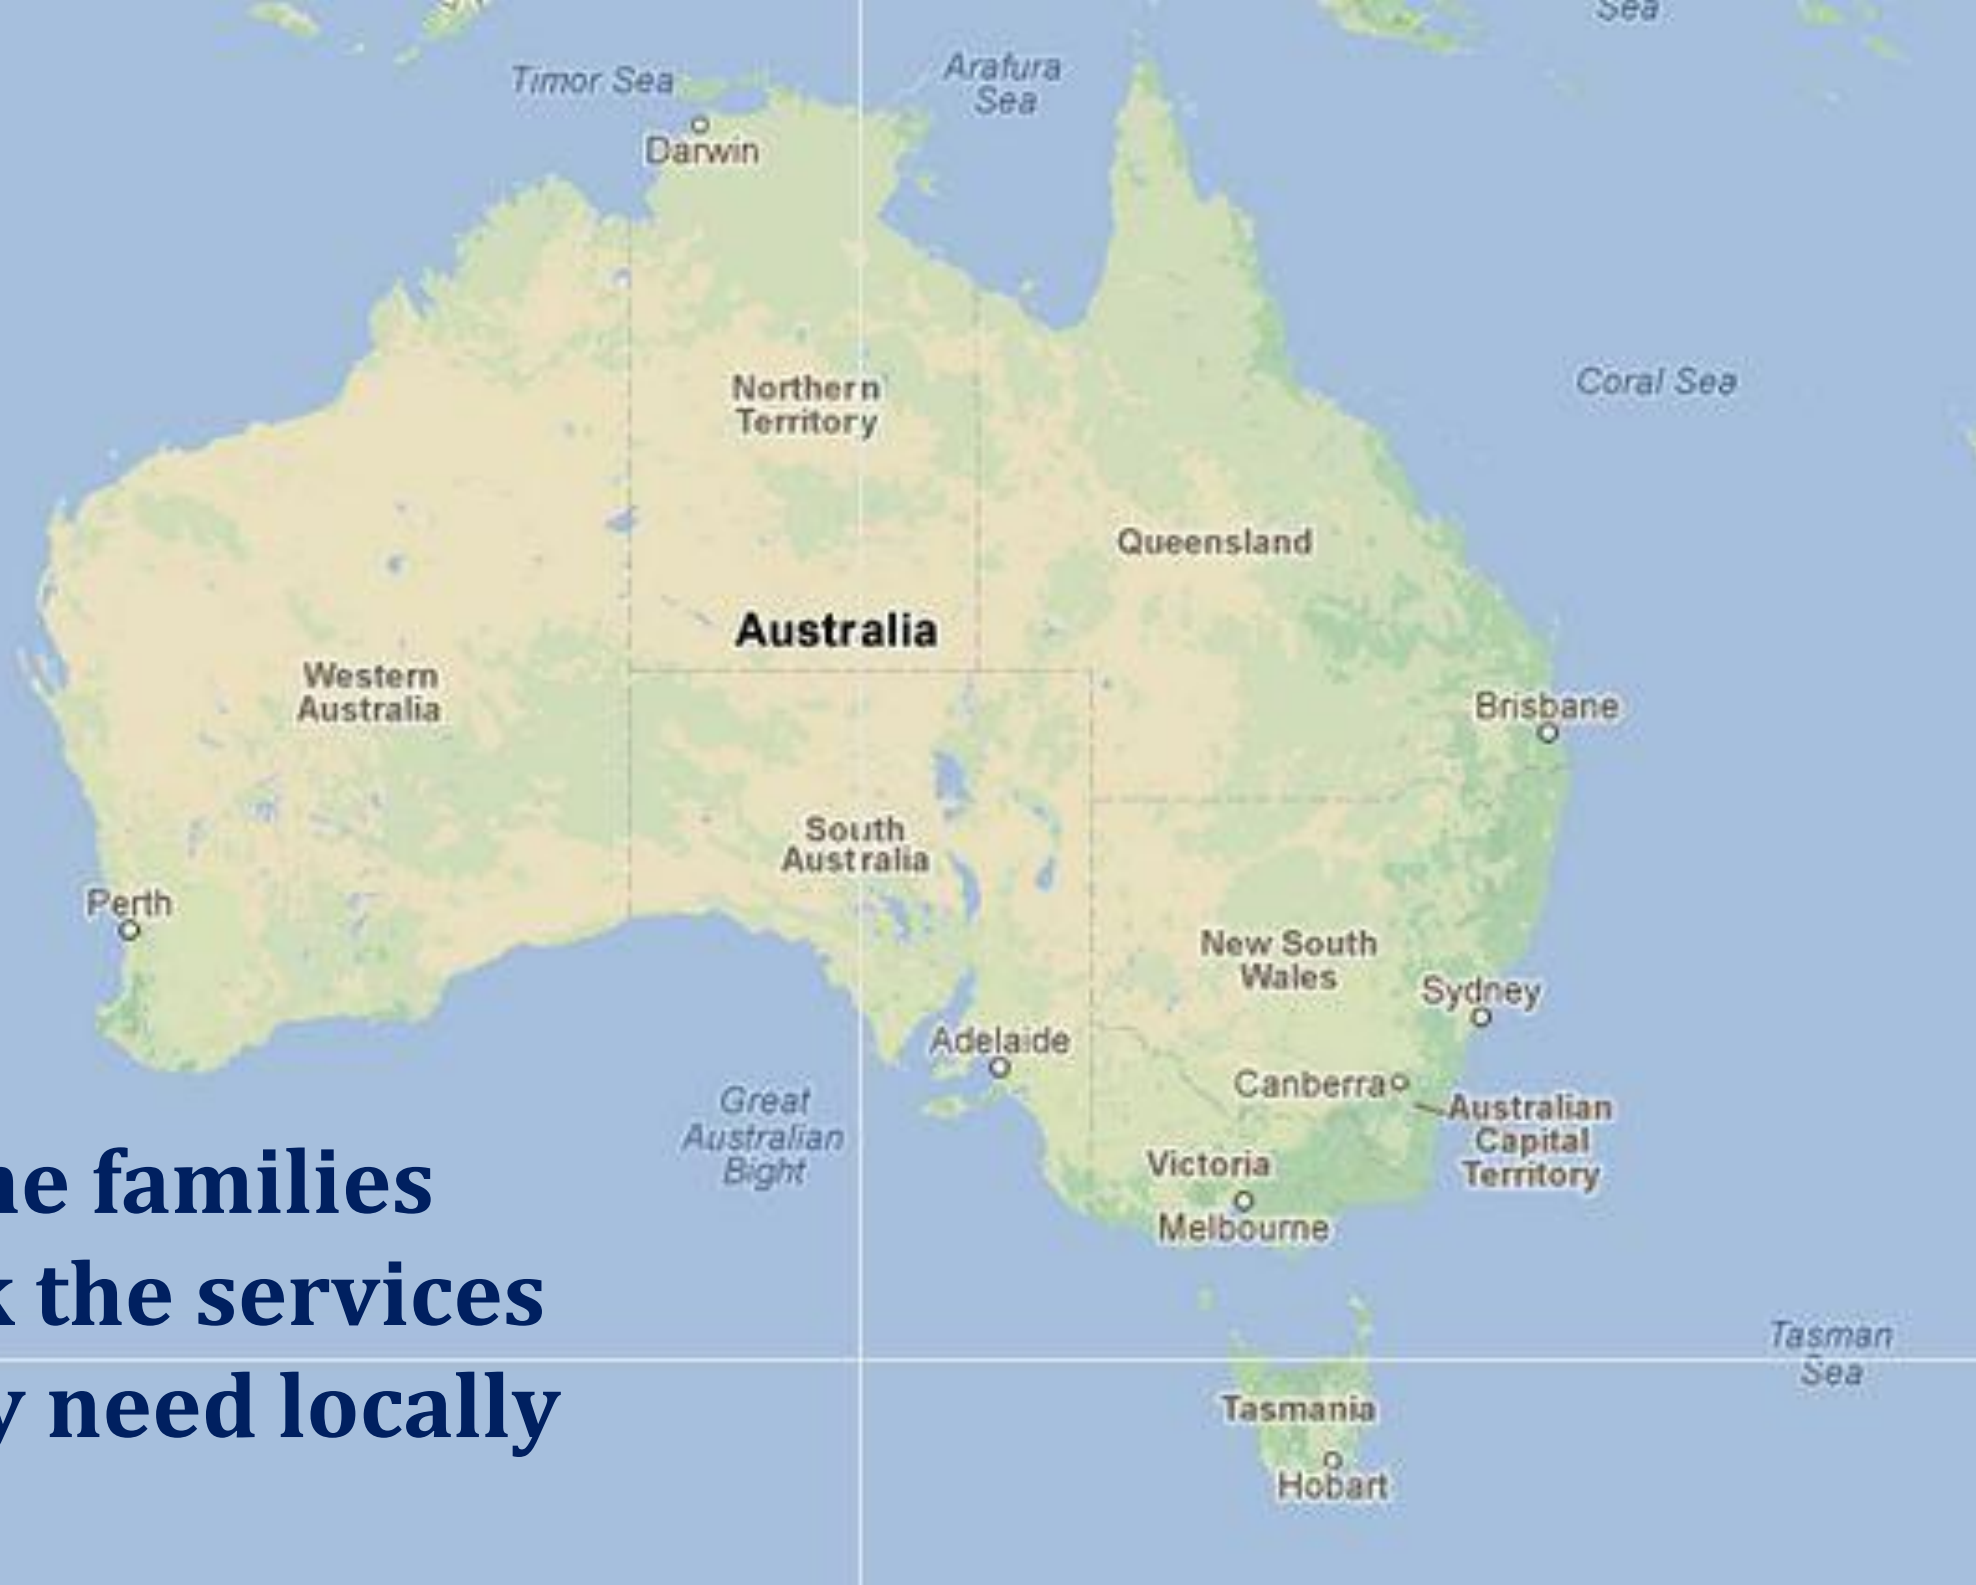 Sea
Timor Sea
Arafura
Sea
Darwin
Northern
Territory
Coral Sea
Queensland
Australia
Western
Australia
Brisbane
South
Australia
Perth
New South
Wales
Sydney
Adelaide
Canberra
Great
Australian
Bight
Australian
Capital
Territory
Victoria
Melbourne
families
the services
need locally
Tasman
Sea
Tasmania
Hobart